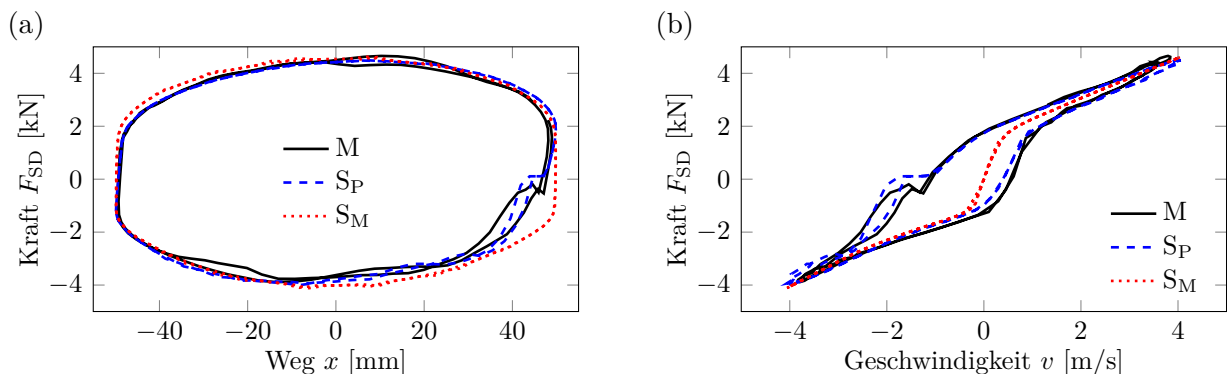 (a)
Kraft F_SD [kN]
4
2
0
−2
−4
M
S_P
S_M
−40 −20 0 20 40
Weg x [mm]
(b)
Kraft F_SD [kN]
4
2
0
−2
−4
M
S_P
S_M
−4 −2 0 2 4
Geschwindigkeit v [m/s]